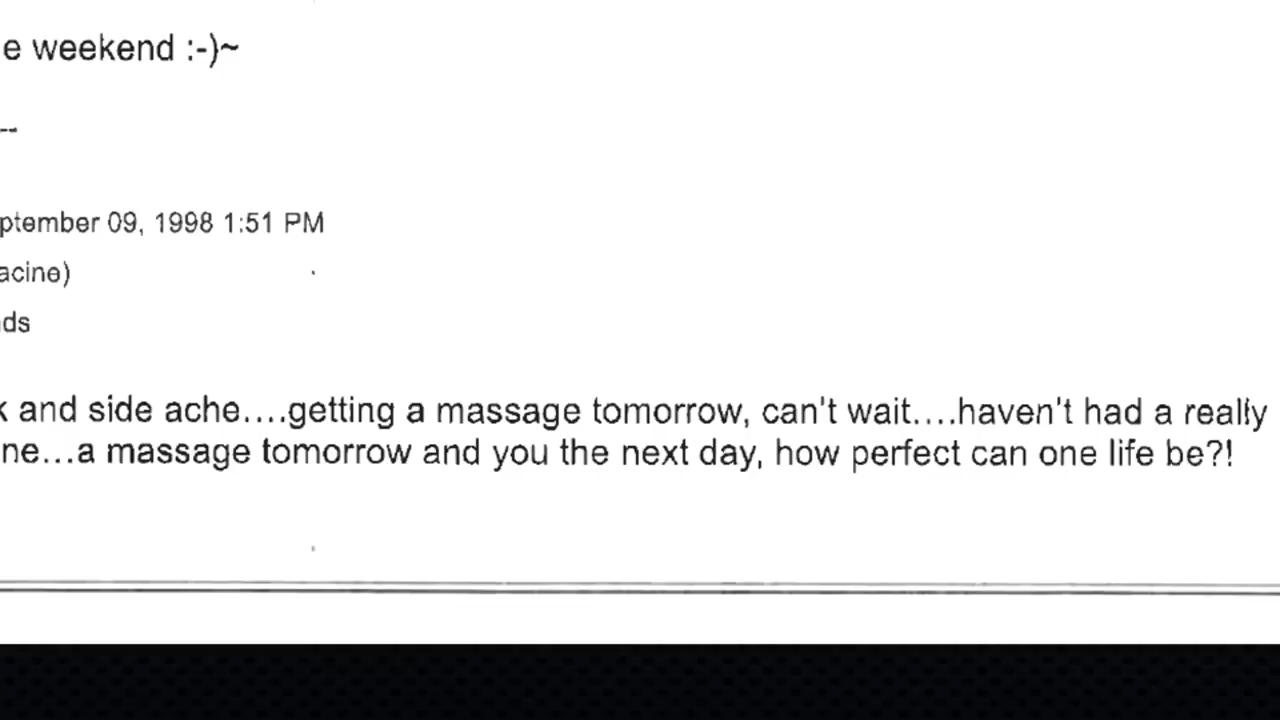 e weekend :-)~
--
ptember 09, 1998 1:51 PM
acine)
ds
k and side ache....getting a massage tomorrow, can't wait....haven't had a really
ne...a massage tomorrow and you the next day, how perfect can one life be?!